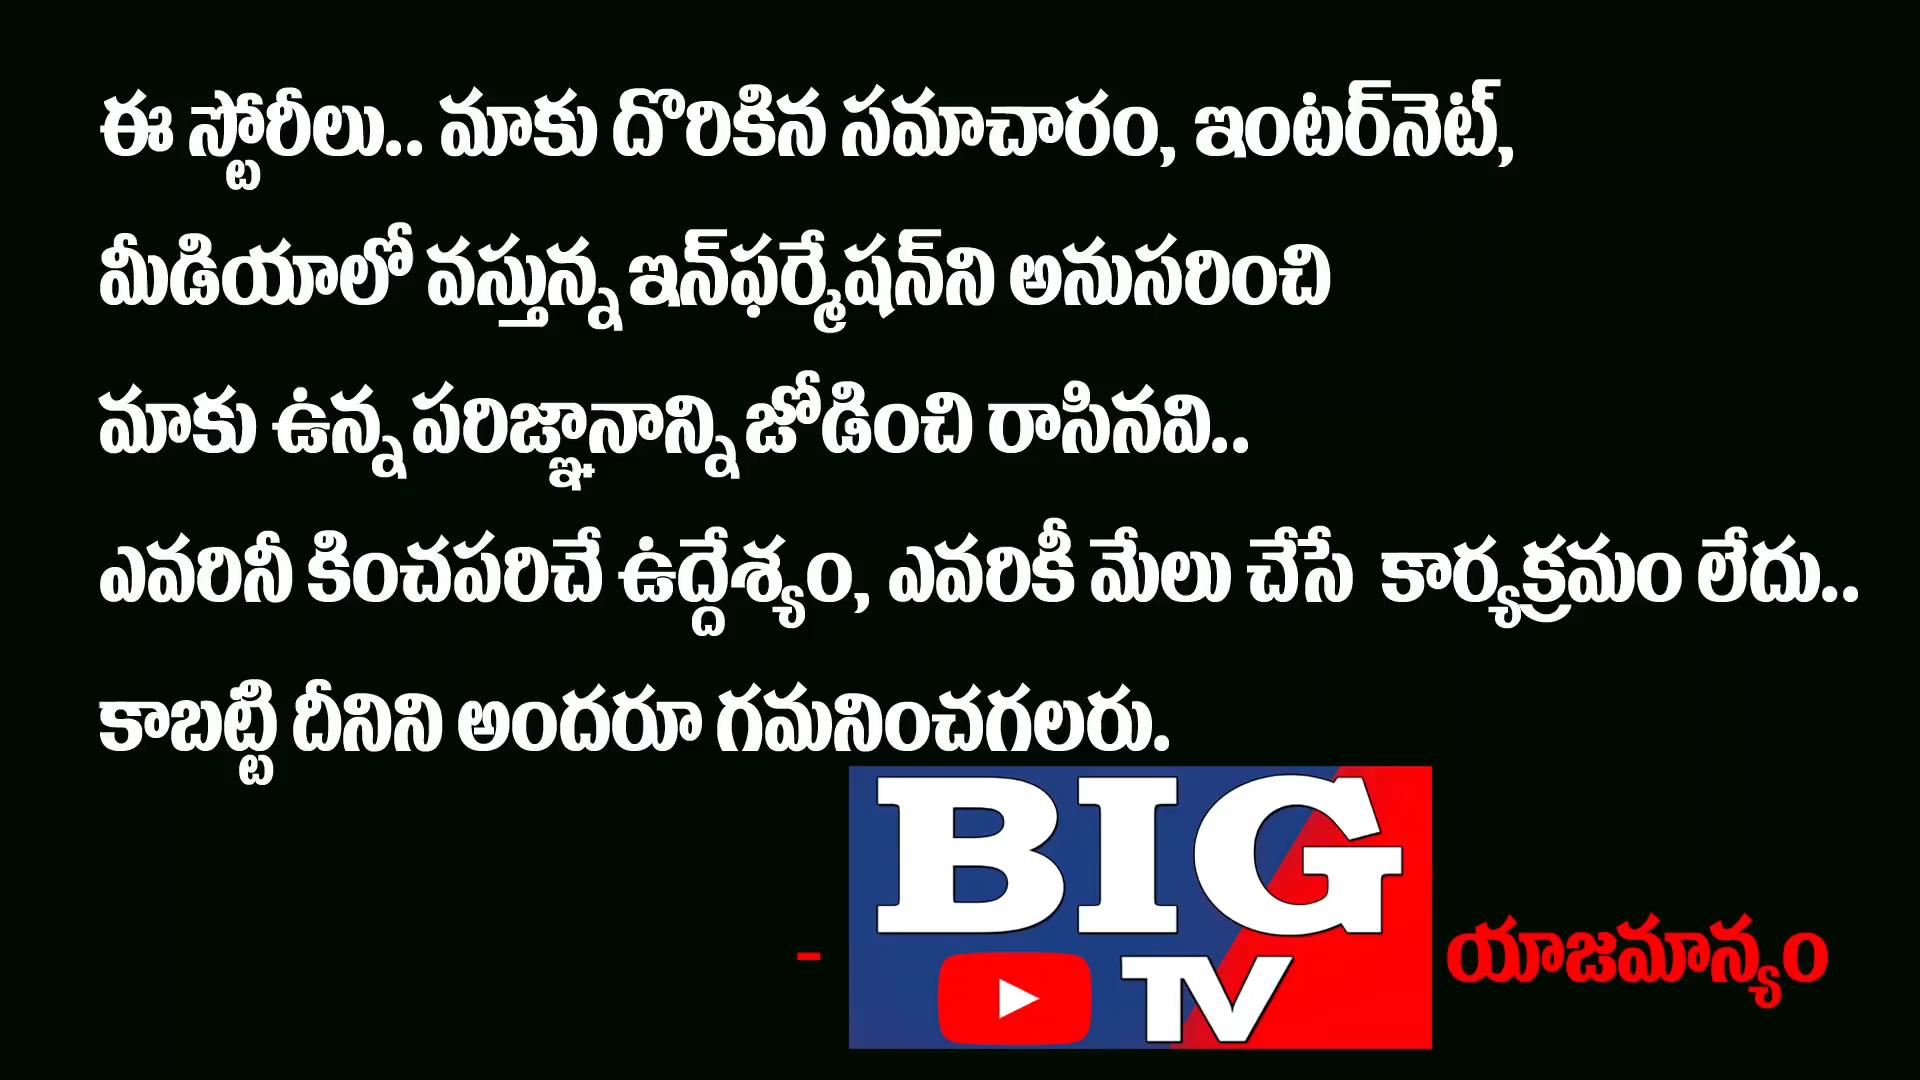 ఈ స్టోరీలు.. మాకు దొరికిన సమాచారం, ఇంటర్‌నెట్,
మీడియాలో వస్తున్న ఇన్‌ఫర్మేషన్‌ని అనుసరించి
మాకు ఉన్న పరిజ్ఞానాన్ని జోడించి రాసినవి..
ఎవరినీ కించపరిచే ఉద్దేశ్యం, ఎవరికీ మేలు చేసే కార్యక్రమం లేదు..
కాబట్టి దీనిని అందరూ గమనించగలరు.
BIG
- TV యాజమాన్యం